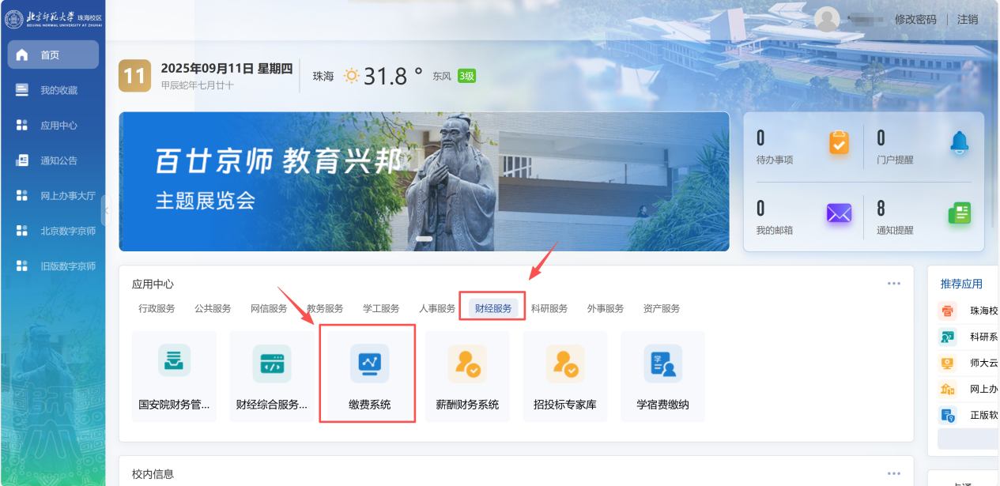 北京师范大学 珠海校区
BEIJING NORMAL UNIVERSITY AT ZHUHAI
修改密码 | 注销
首页
我的收藏
应用中心
通知公告
网上办事大厅
北京数字京师
旧版数字京师
11
2025年09月11日 星期四
甲辰蛇年七月廿十
珠海 31.8 ° 东风 3级
百廿京师 教育兴邦
主题展览会
0
待办事项
0
门户提醒
0
我的邮箱
8
通知提醒
应用中心
行政服务 公共服务 网信服务 教务服务 学工服务 人事服务 财经服务 科研服务 外事服务 资产服务
国安院财务管...
财经综合服务...
缴费系统
薪酬财务系统
招投标专家库
学宿费缴纳
学
推荐应用
珠海校
科研系
师大云
网上办
正版软
校内信息